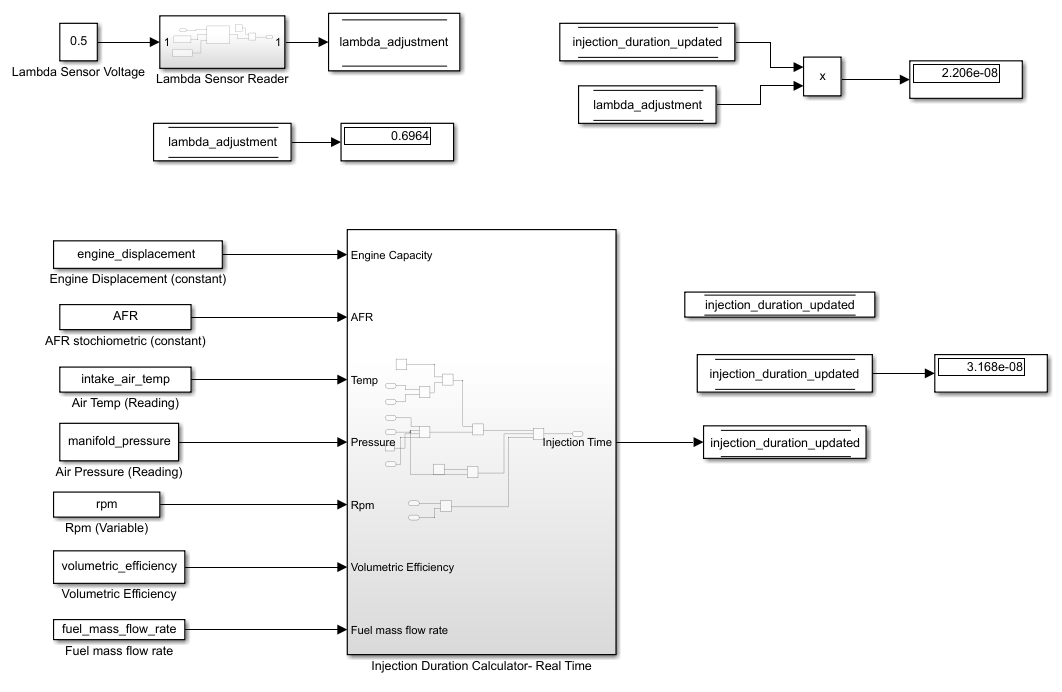 0.5
Lambda Sensor Voltage
1
1
Lambda Sensor Reader
lambda_adjustment
injection_duration_updated
lambda_adjustment
x
2.206e-08
lambda_adjustment
0.6964
engine_displacement
Engine Displacement (constant)
AFR
AFR stochiometric (constant)
intake_air_temp
Air Temp (Reading)
manifold_pressure
Air Pressure (Reading)
rpm
Rpm (Variable)
volumetric_efficiency
Volumetric Efficiency
fuel_mass_flow_rate
Fuel mass flow rate
Engine Capacity
AFR
Temp
Pressure
Rpm
Volumetric Efficiency
Fuel mass flow rate
Injection Time
Injection Duration Calculator- Real Time
injection_duration_updated
injection_duration_updated
3.168e-08
injection_duration_updated